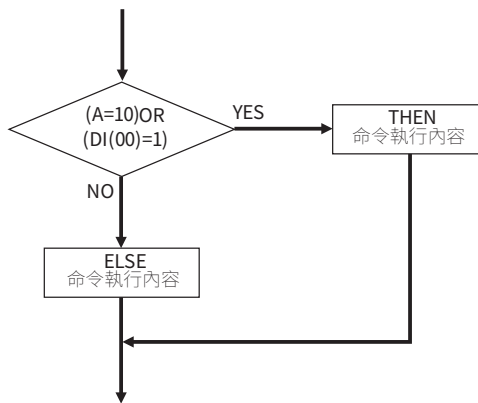 (A=10)OR
(DI(00)=1)
YES
THEN
命令執行內容
NO
ELSE
命令執行內容